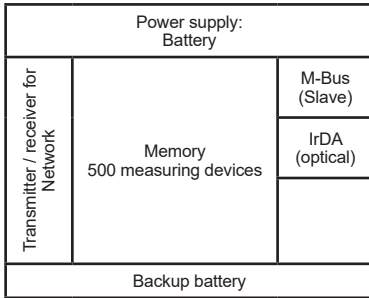 Power supply:
Battery
Transmitter / receiver for
Network
Memory
500 measuring devices
M-Bus
(Slave)
IrDA
(optical)
Backup battery